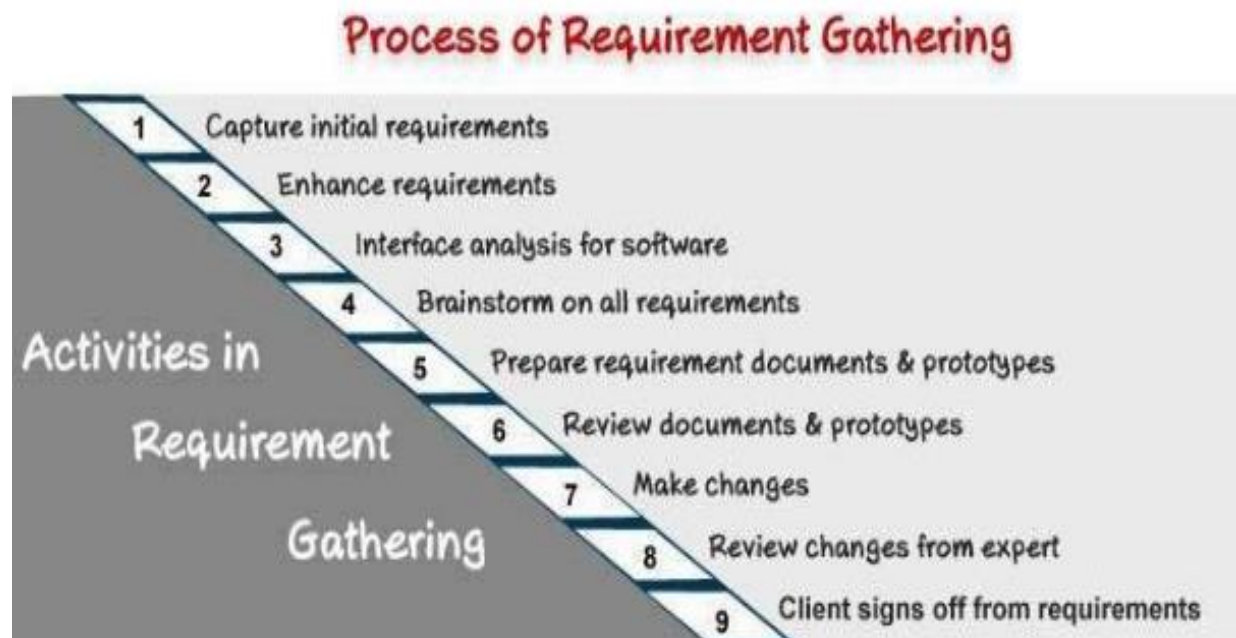 Process of Requirement Gathering
1 Capture initial requirements
2 Enhance requirements
3 Interface analysis for software
4 Brainstorm on all requirements
5 Prepare requirement documents & prototypes
6 Review documents & prototypes
7 Make changes
8 Review changes from expert
9 Client signs off from requirements
Activities in
Requirement
Gathering